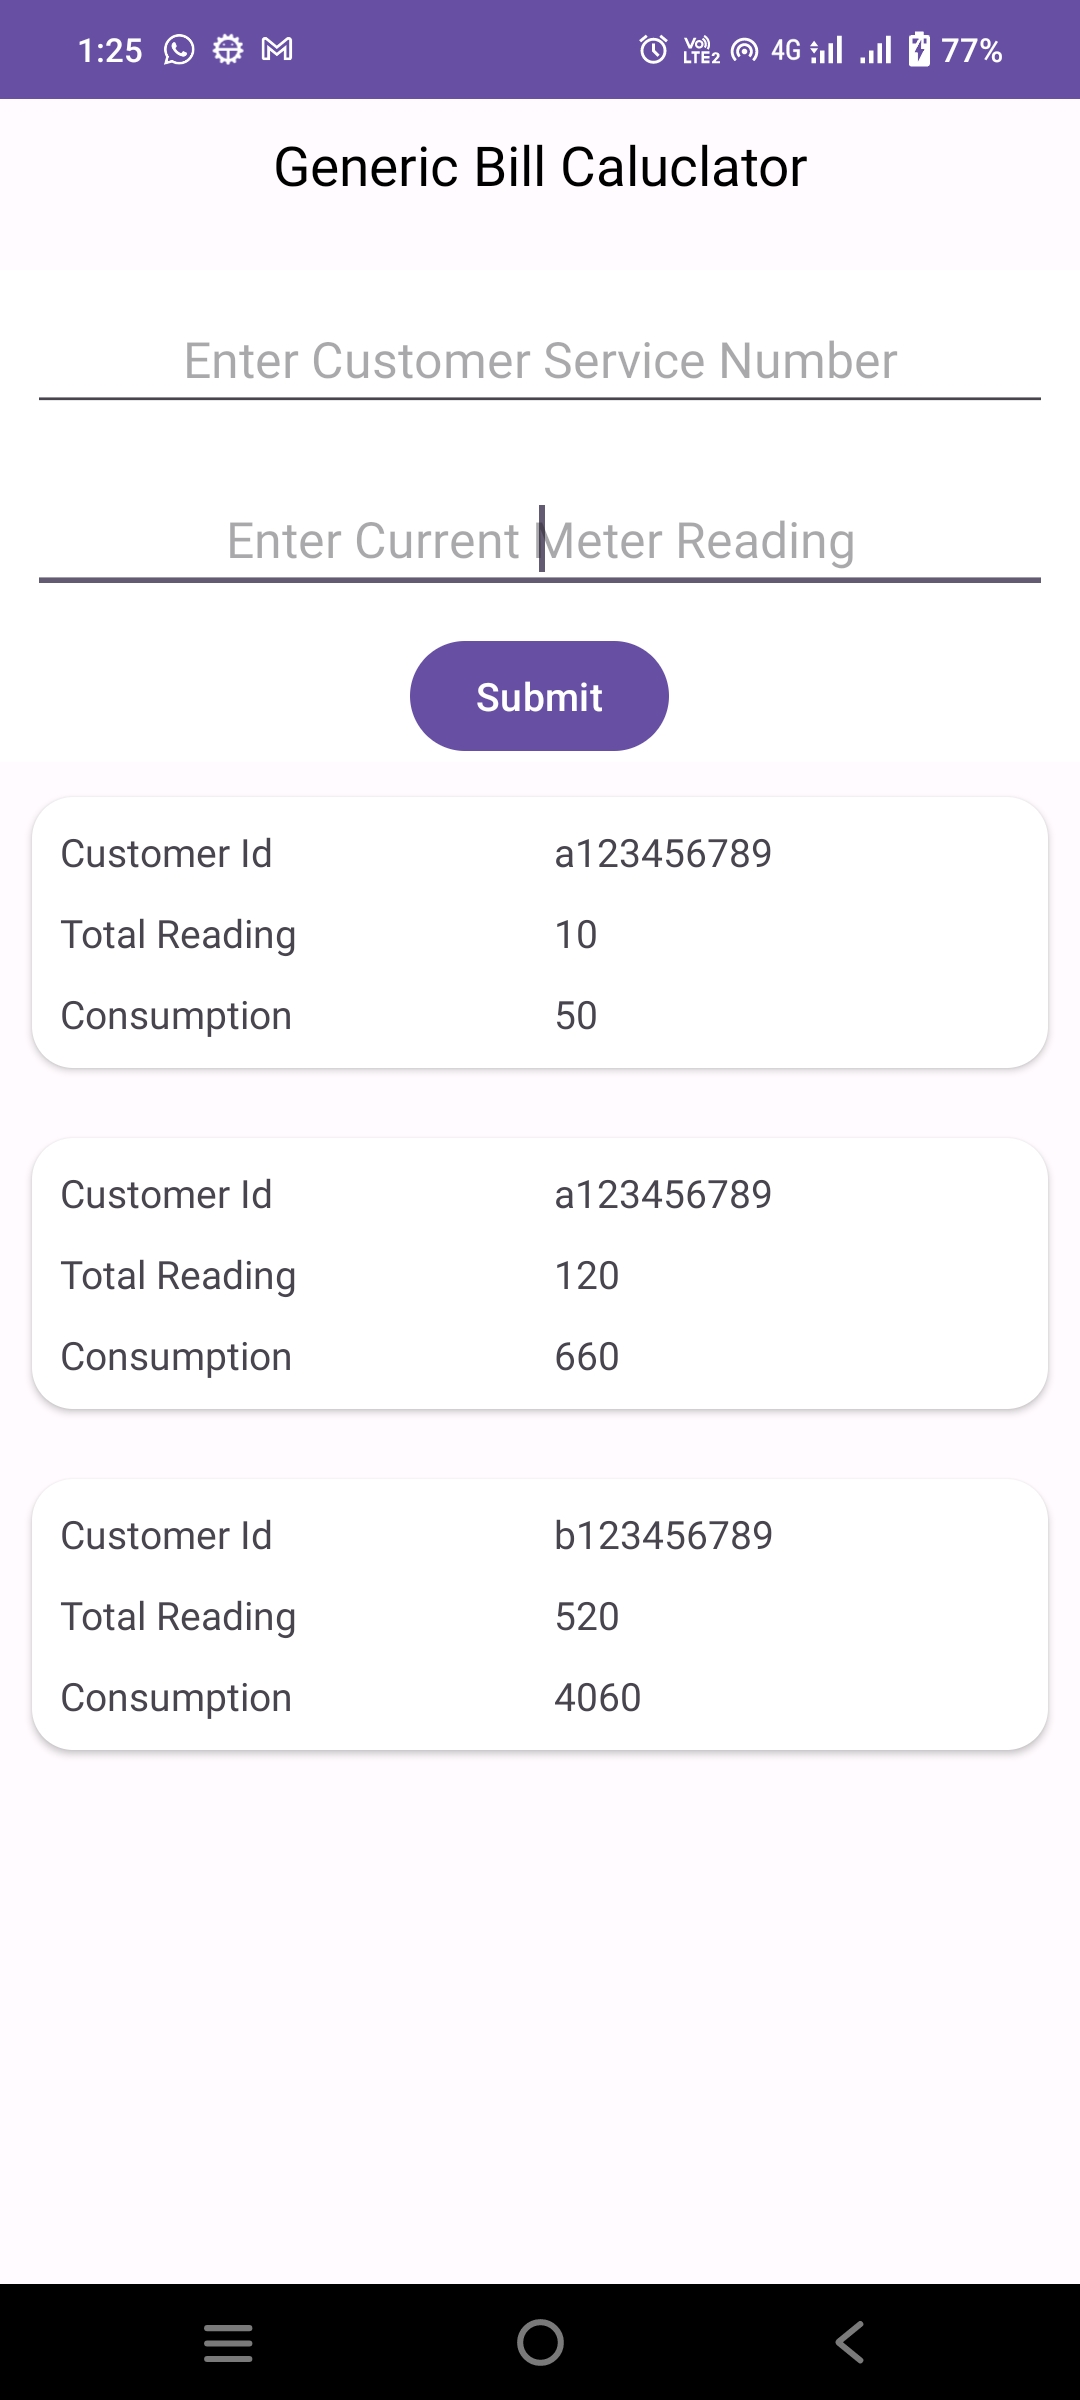 1:25 4G 77%
VoLTE2
Generic Bill Caluclator
Enter Customer Service Number
Enter Current Meter Reading
Submit
Customer Id a123456789
Total Reading 10
Consumption 50
Customer Id a123456789
Total Reading 120
Consumption 660
Customer Id b123456789
Total Reading 520
Consumption 4060